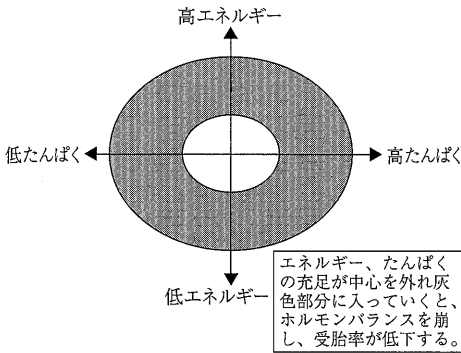 高エネルギー
低たんぱく
高たんぱく
低エネルギー
エネルギー、たんぱく
の充足が中心を外れ灰
色部分に入っていくと、
ホルモンバランスを崩
し、受胎率が低下する。